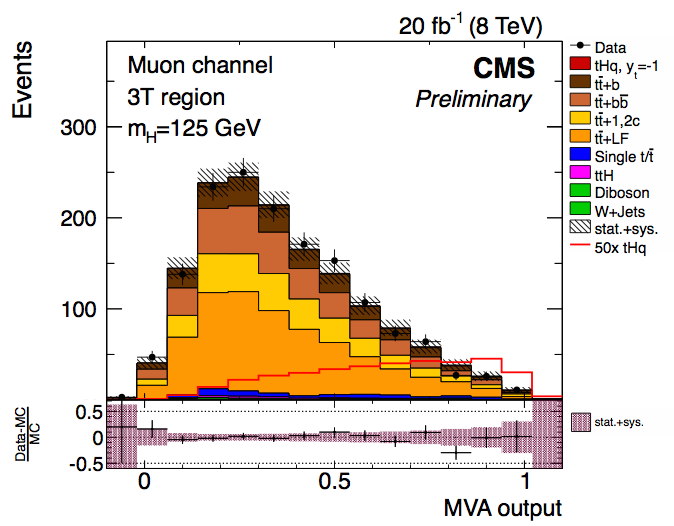 20 fb⁻¹ (8 TeV)
Events
Muon channel
3T region
m_H=125 GeV
CMS
Preliminary
300
200
100
Data
tHq, y_t=-1
tt̄+b
tt̄+bb̄
tt̄+1,2c
tt̄+LF
Single t/t̄
ttH
Diboson
W+Jets
stat.+sys.
50x tHq
Data-MC
MC
0.5
0
-0.5
stat.+sys.
0
0.5
1
MVA output